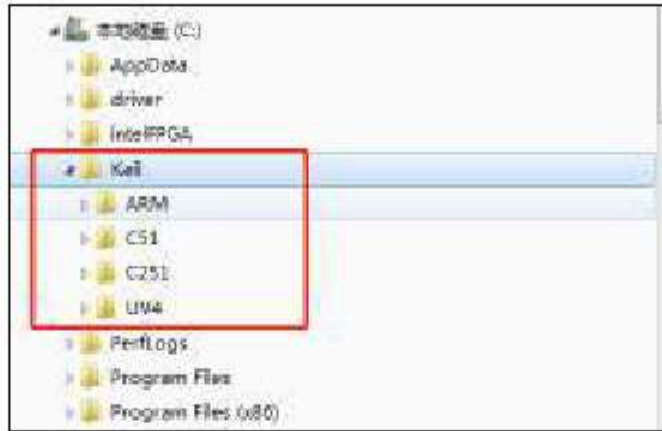 本地磁盘 (C:)
AppData
driver
intelFPGA
Keil
ARM
C51
C251
UV4
PerfLogs
Program Files
Program Files (x86)